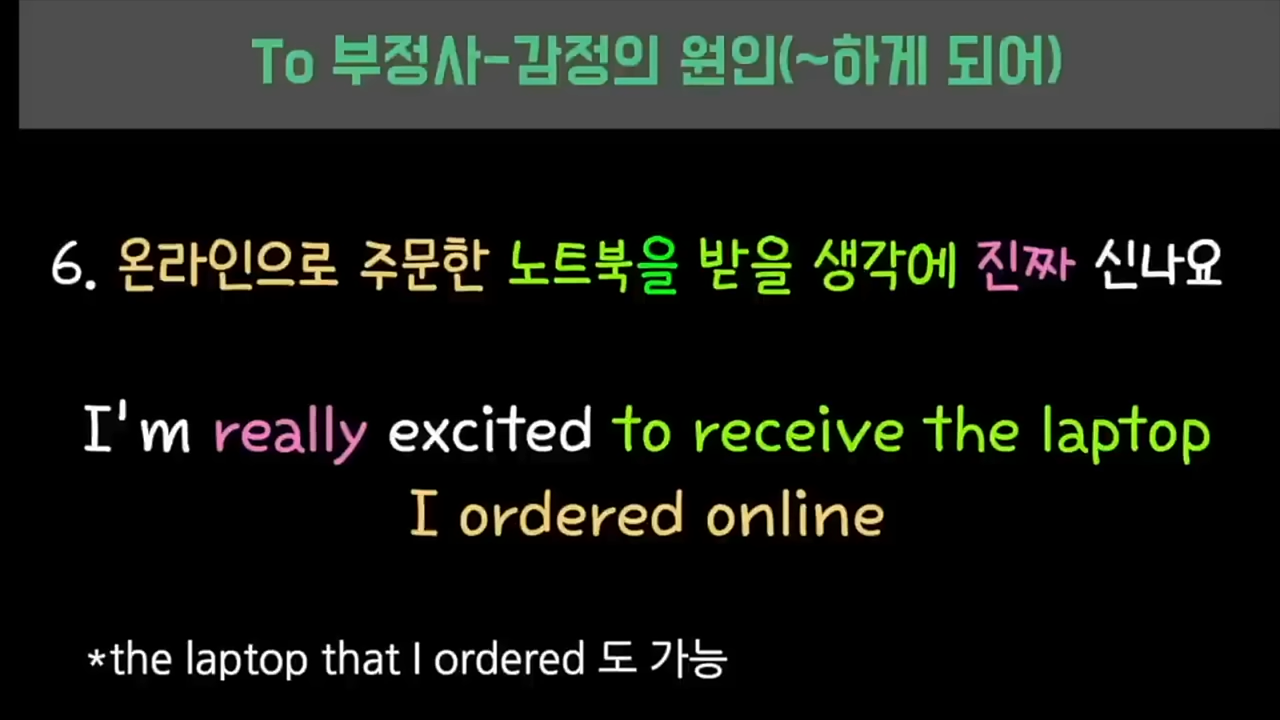 To 부정사-감정의 원인(~하게 되어)
6. 온라인으로 주문한 노트북을 받을 생각에 진짜 신나요
I'm really excited to receive the laptop
I ordered online
*the laptop that I ordered 도 가능